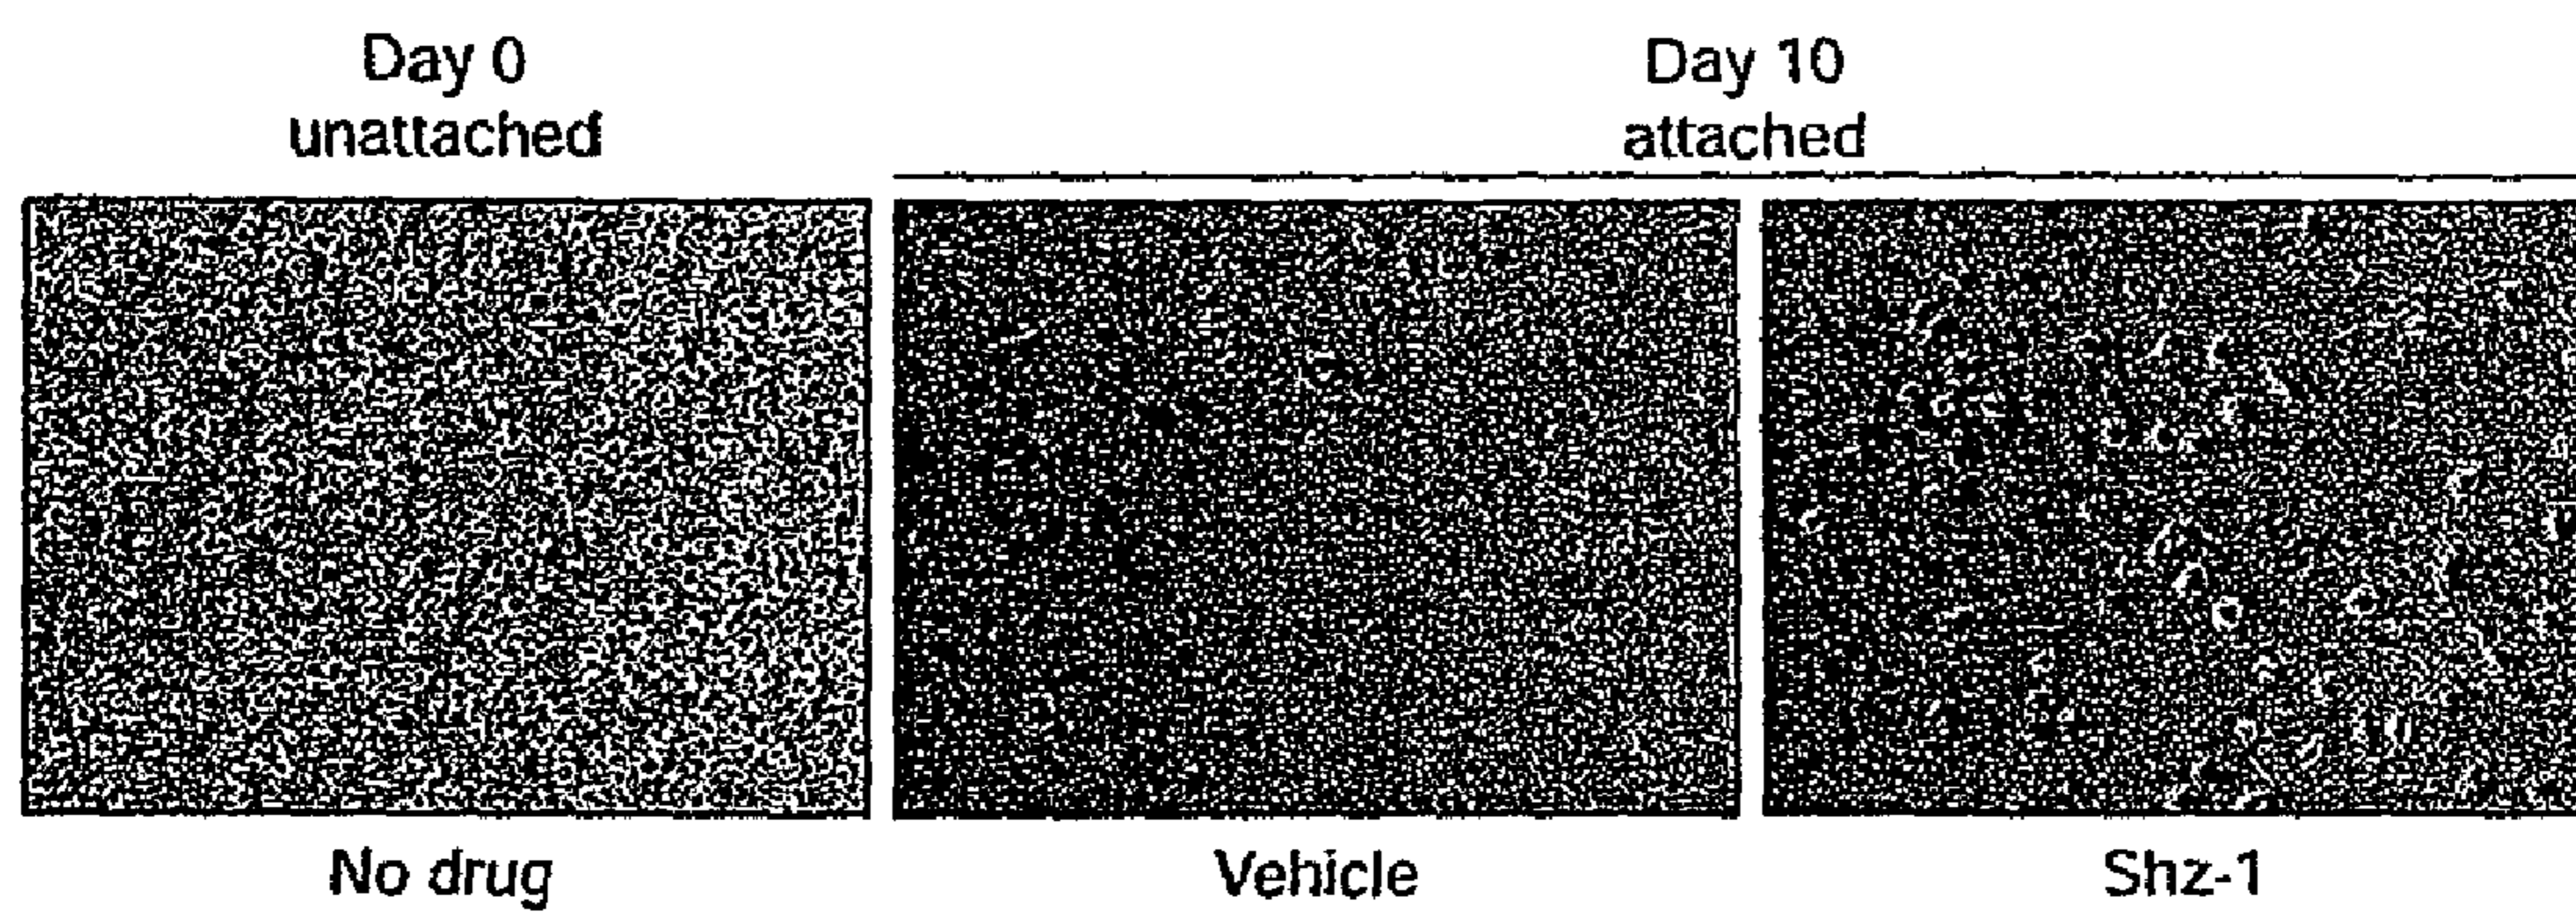 Day 0
unattached
Day 10
attached
No drug
Vehicle
Shz-1